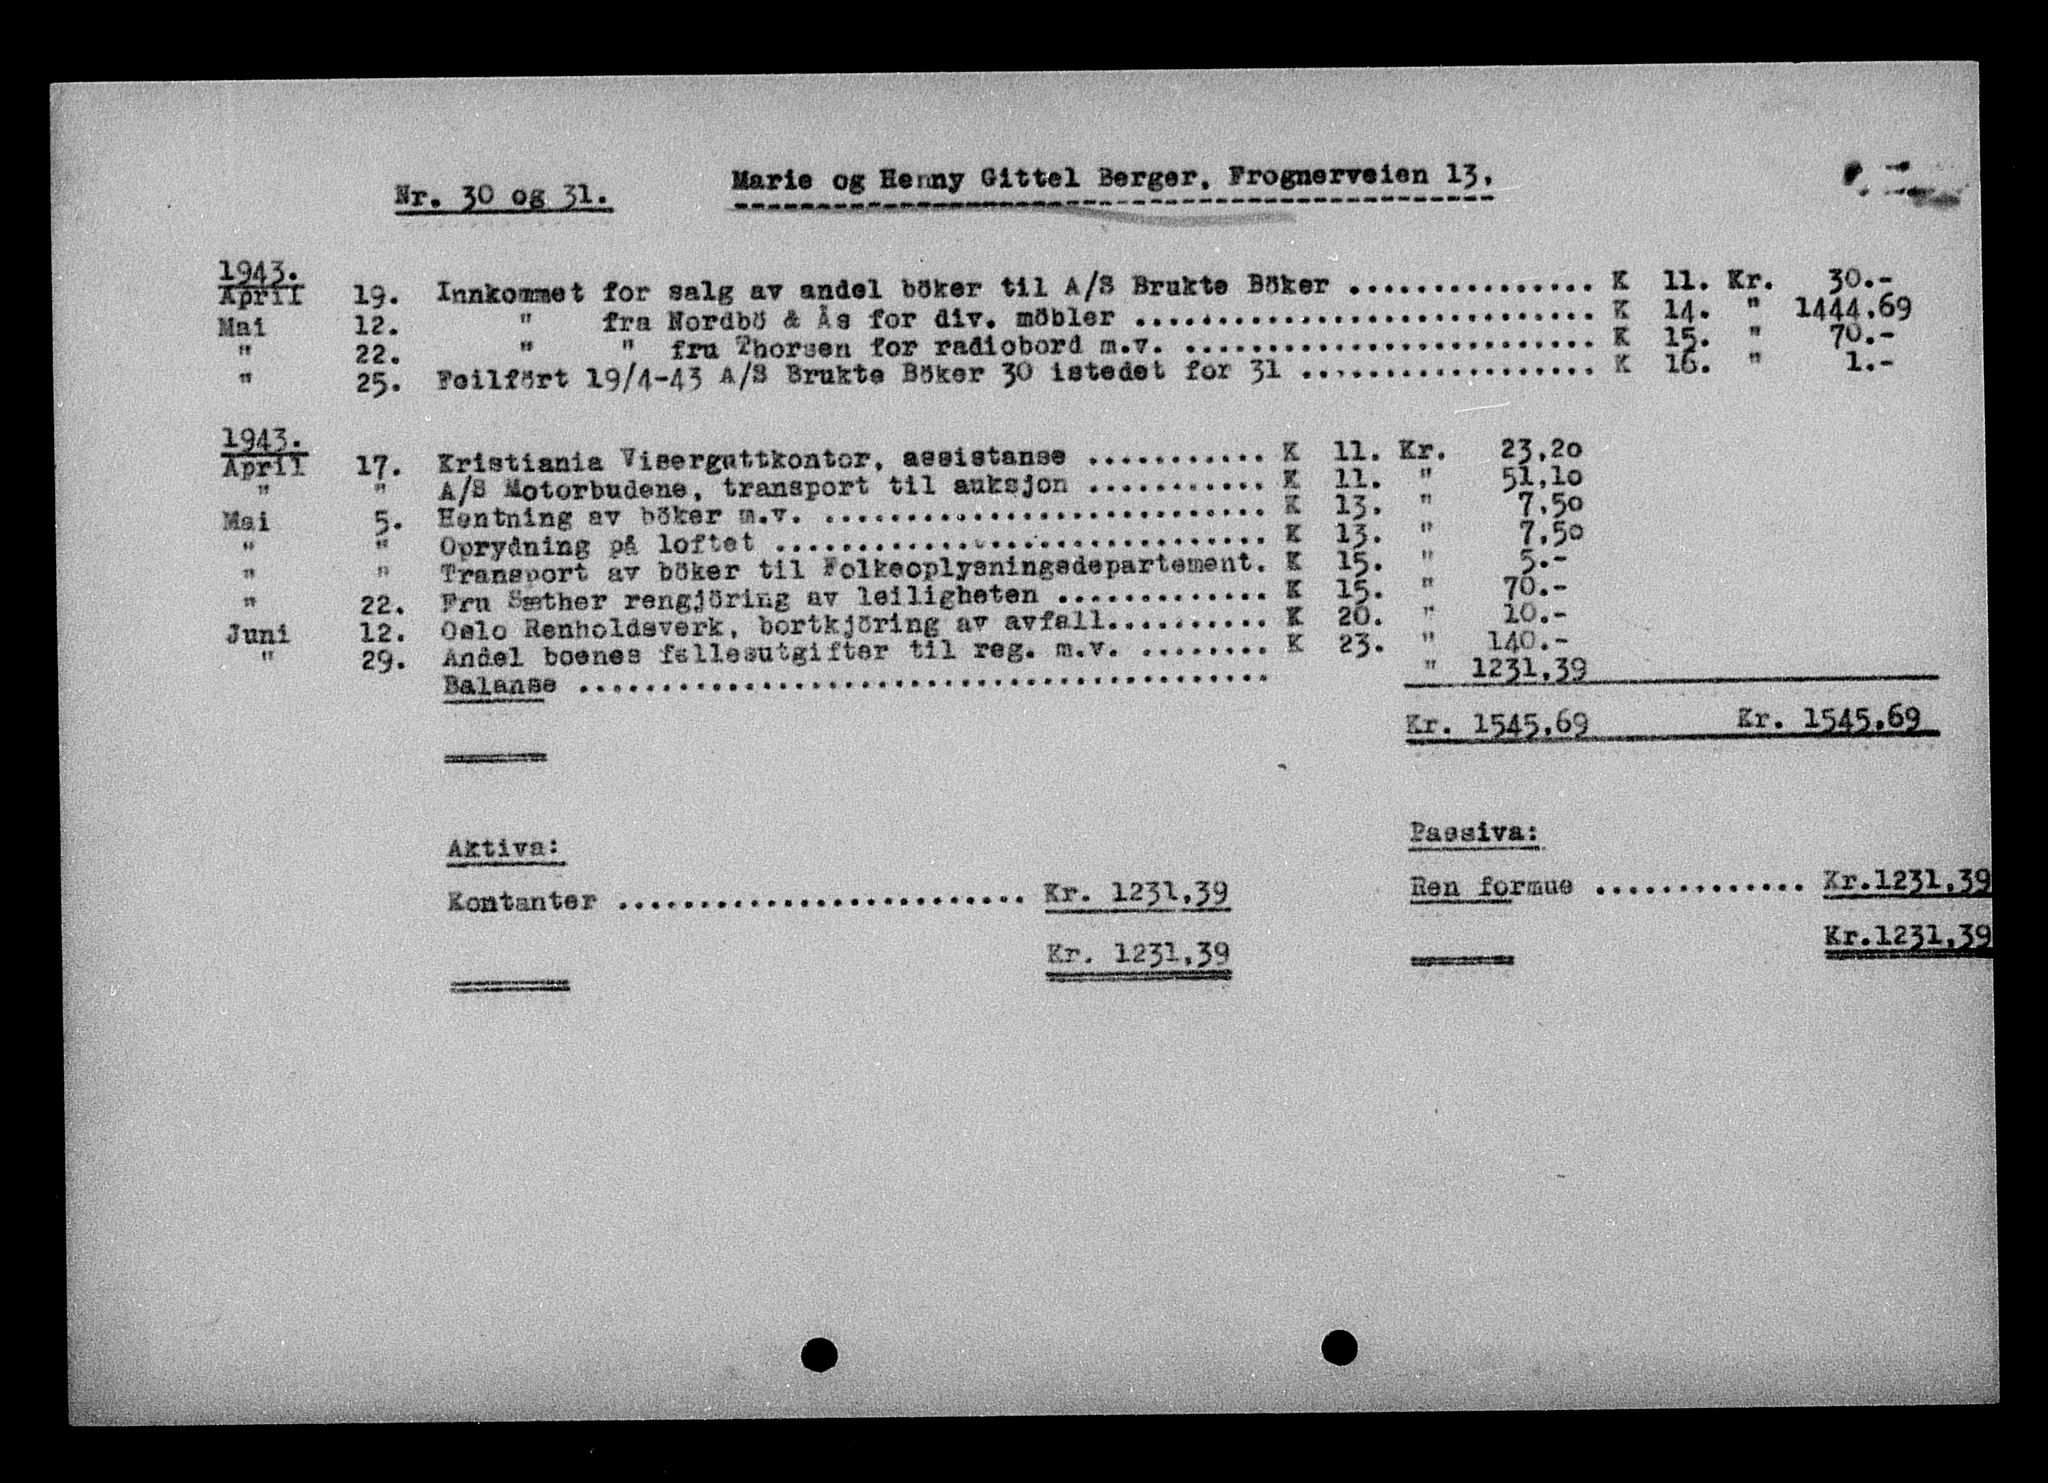 Nr. 30 og 31. Marie og Henny Gittel Berger, Frognerveien 13,
1943.
April 19. Innkommet for salg av andel böker til A/S Brukte Böker ............... K 11. Kr. 30.-
Mai 12. " fra Nordbö & Ås for div. möbler ............................ K 14. " 1444,69
" 22. " " fru Thorsen for radiobord m.v. ......................... K 15. " 70.-
" 25. Feilfört 19/4-43 A/S Brukte Böker 30 istedet for 31 .................. K 16. " 1.-
1943.
April 17. Kristiania Viserguttkontor, assistanse ........... K 11. Kr. 23,20
" " A/S Motorbudene, transport til auksjon ........... K 11. " 51,10
Mai 5. Hentning av böker m.v. ........................... K 13. " 7,50
" " Oprydning på loftet .............................. K 13. " 7,50
" " Transport av böker til Folkeoplysningsdepartement. K 15. " 5.-
" 22. Fru Sæther rengjöring av leiligheten ............. K 15. " 70.-
Juni 12. Oslo Renholdsverk, bortkjöring av avfall.......... K 20. " 10.-
" 29. Andel boenes fellesutgifter til reg. m.v. ........ K 23. " 140.-
Balanse .......................................... " 1231,39
Kr. 1545,69 Kr. 1545,69
Aktiva: Passiva:
Kontanter ......................... Kr. 1231,39 Ren formue ............. Kr.1231,39
Kr. 1231,39 Kr.1231,39